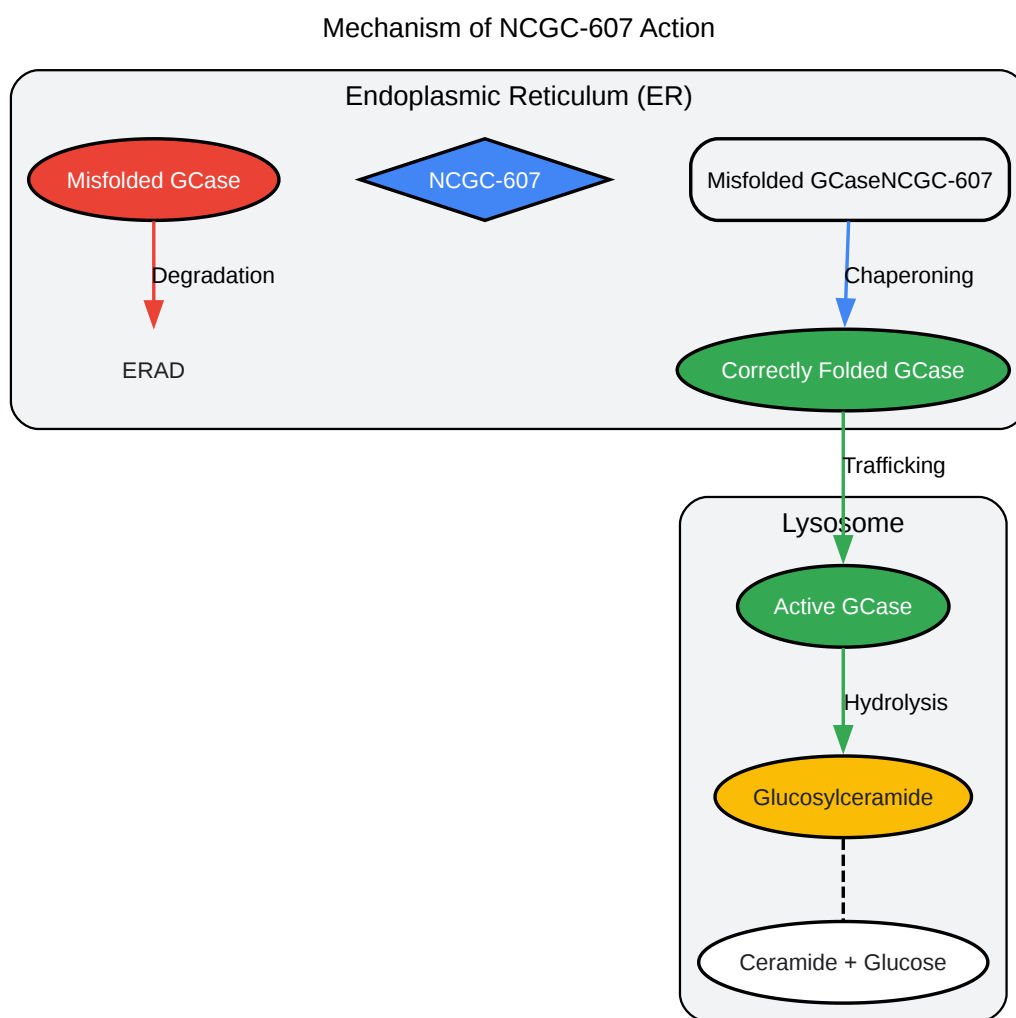 Mechanism of NCGC-607 Action
Endoplasmic Reticulum (ER)
Misfolded GCase
NCGC-607
Misfolded GCaseNCGC-607
Degradation
Chaperoning
ERAD
Correctly Folded GCase
Trafficking
Lysosome
Active GCase
Hydrolysis
Glucosylceramide
Ceramide + Glucose